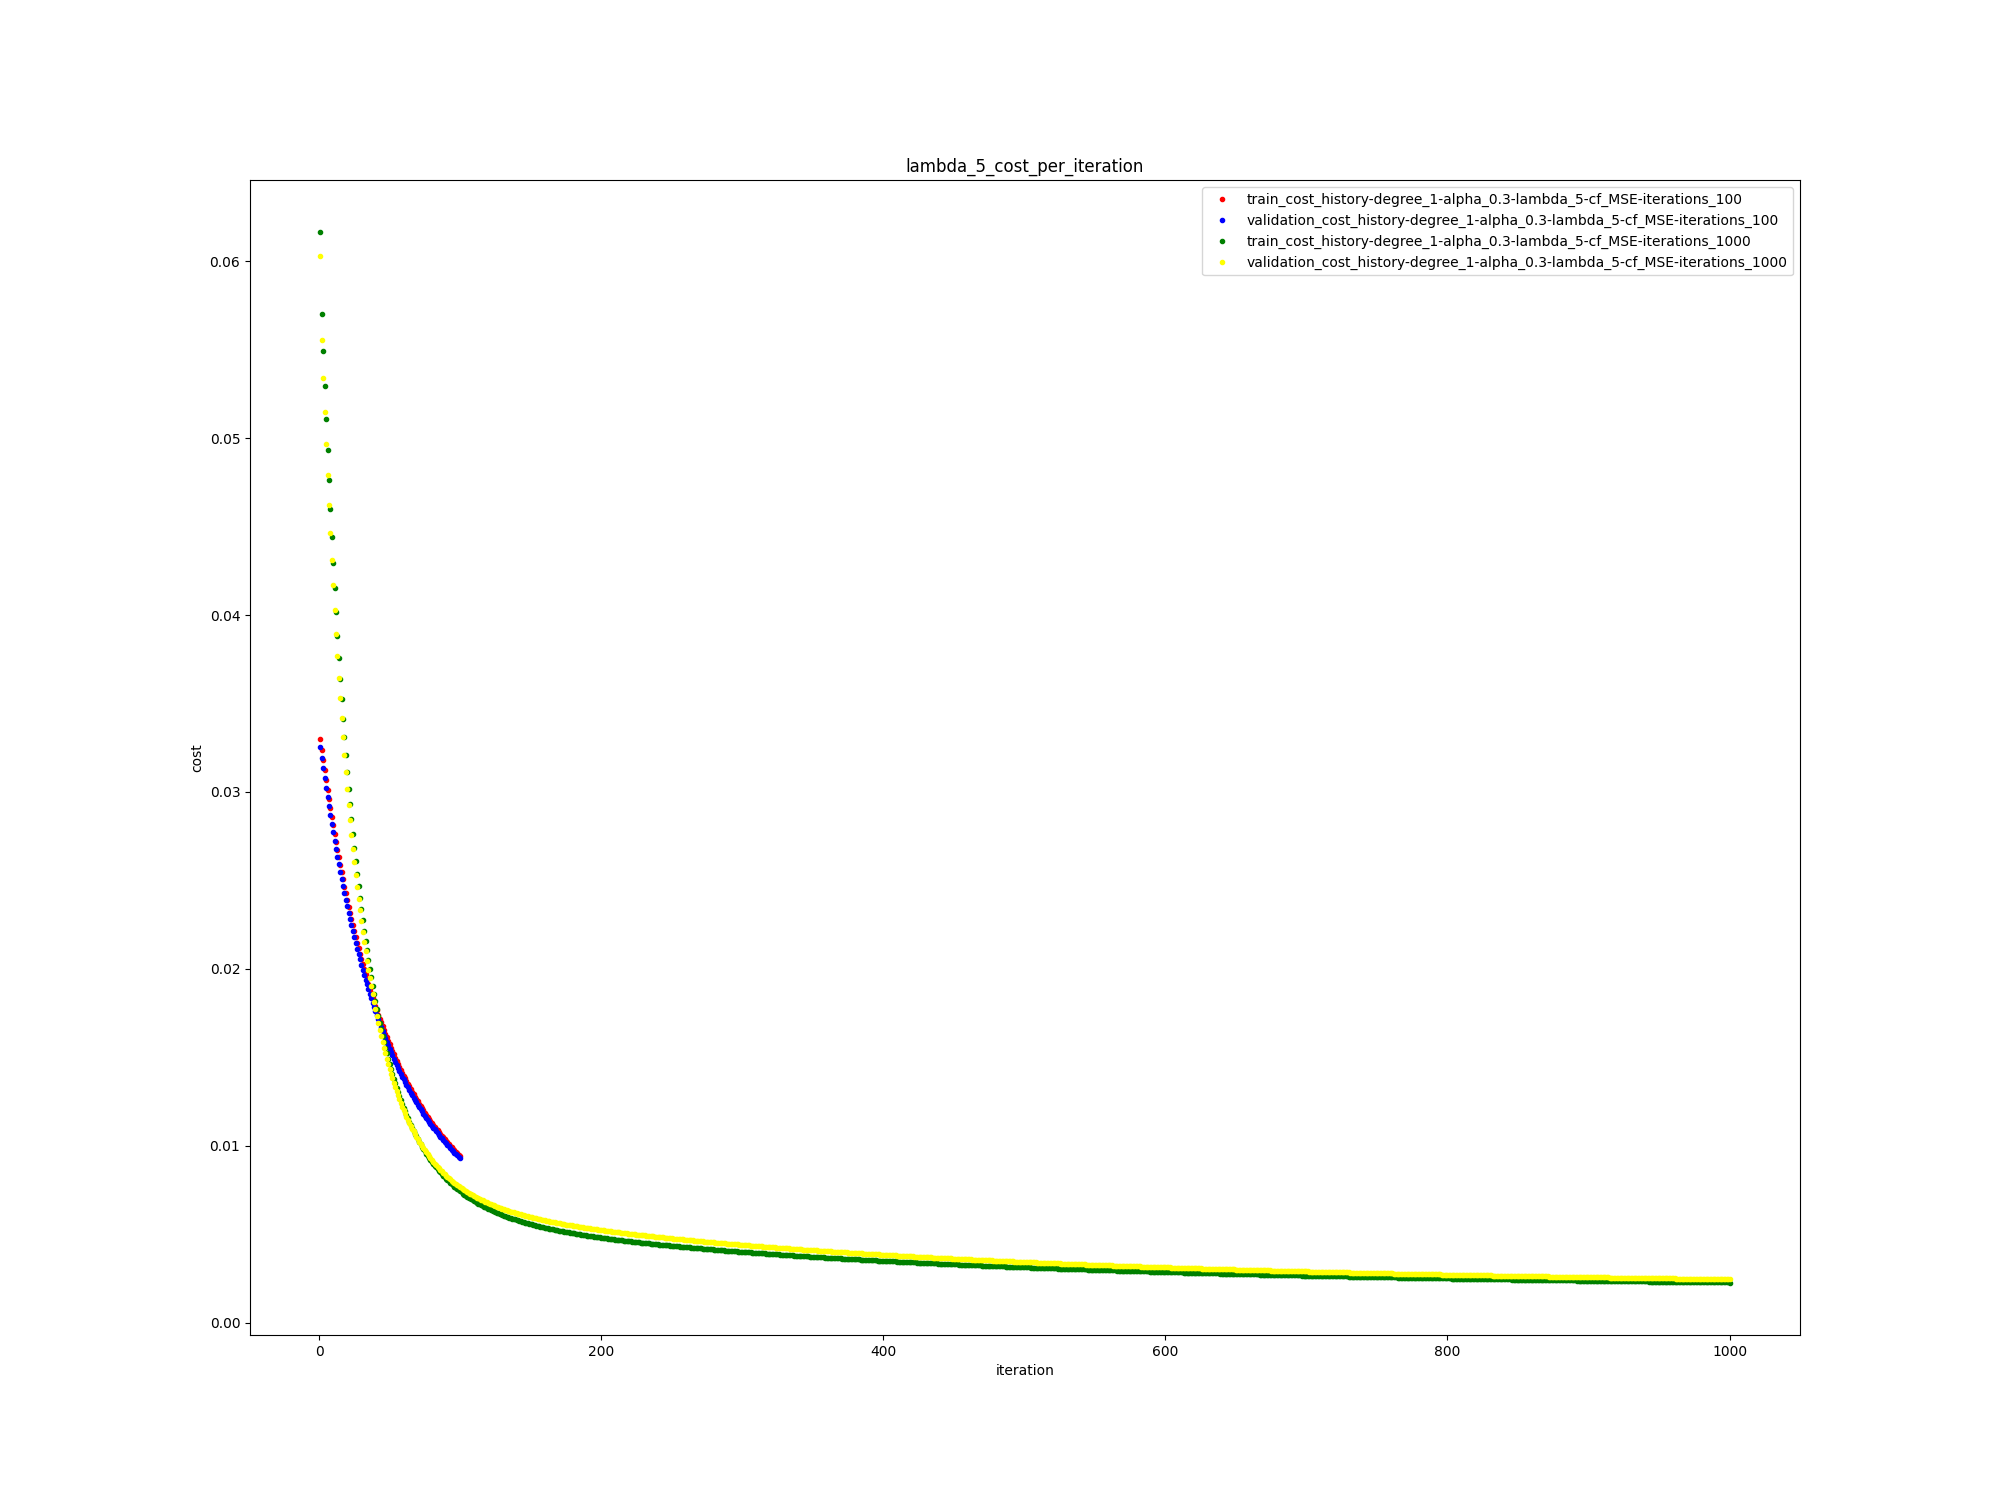 lambda_5_cost_per_iteration
train_cost_history-degree_1-alpha_0.3-lambda_5-cf_MSE-iterations_100
validation_cost_history-degree_1-alpha_0.3-lambda_5-cf_MSE-iterations_100
train_cost_history-degree_1-alpha_0.3-lambda_5-cf_MSE-iterations_1000
validation_cost_history-degree_1-alpha_0.3-lambda_5-cf_MSE-iterations_1000
0.06
0.05
0.04
0.03
0.02
0.01
0.00
cost
0 200 400 600 800 1000
iteration